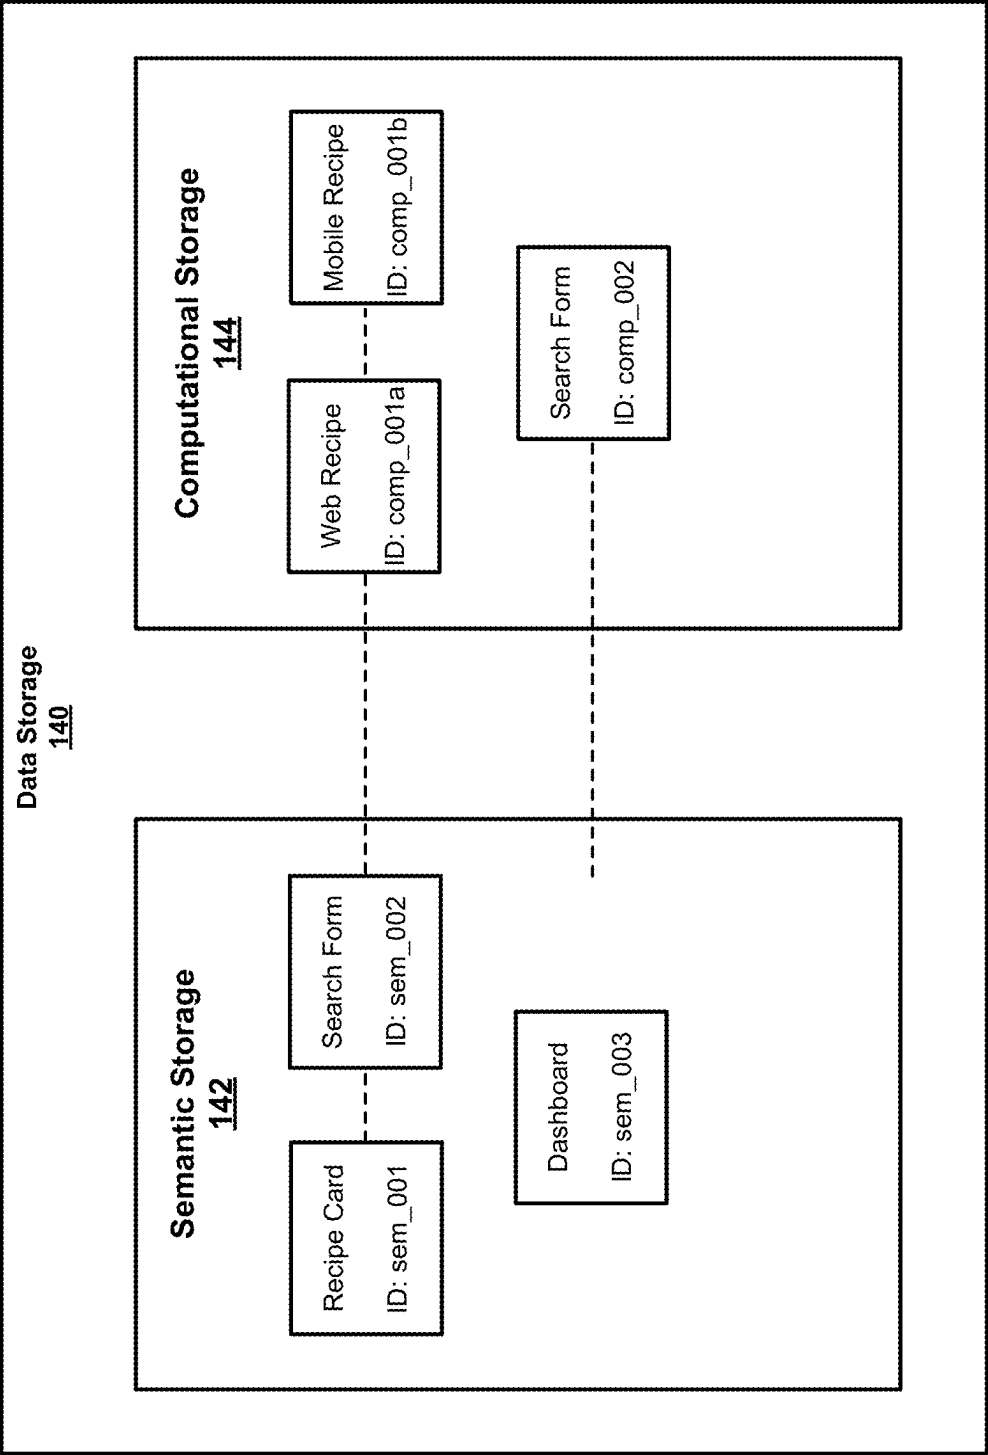 Data Storage
140
Semantic Storage
142
Recipe Card
ID: sem_001
Search Form
ID: sem_002
Dashboard
ID: sem_003
Computational Storage
144
Web Recipe
ID: comp_001a
Mobile Recipe
ID: comp_001b
Search Form
ID: comp_002